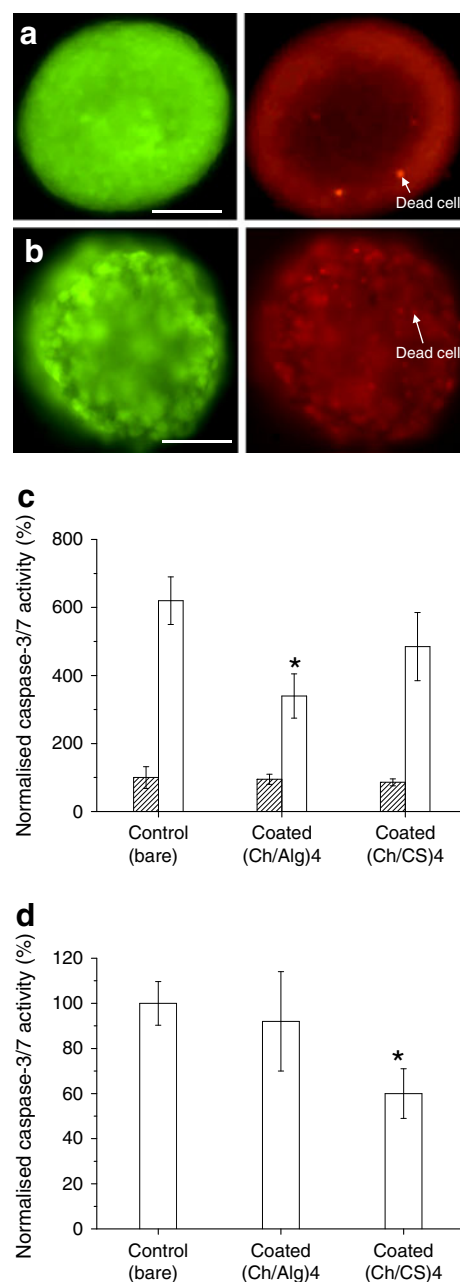 a
Dead cell
b
Dead cell
c
Normalised caspase-3/7 activity (%)
800
600
400
200
0
*
Control
(bare)
Coated
(Ch/Alg)4
Coated
(Ch/CS)4
d
Normalised caspase-3/7 activity (%)
120
100
80
60
40
20
0
*
Control
(bare)
Coated
(Ch/Alg)4
Coated
(Ch/CS)4